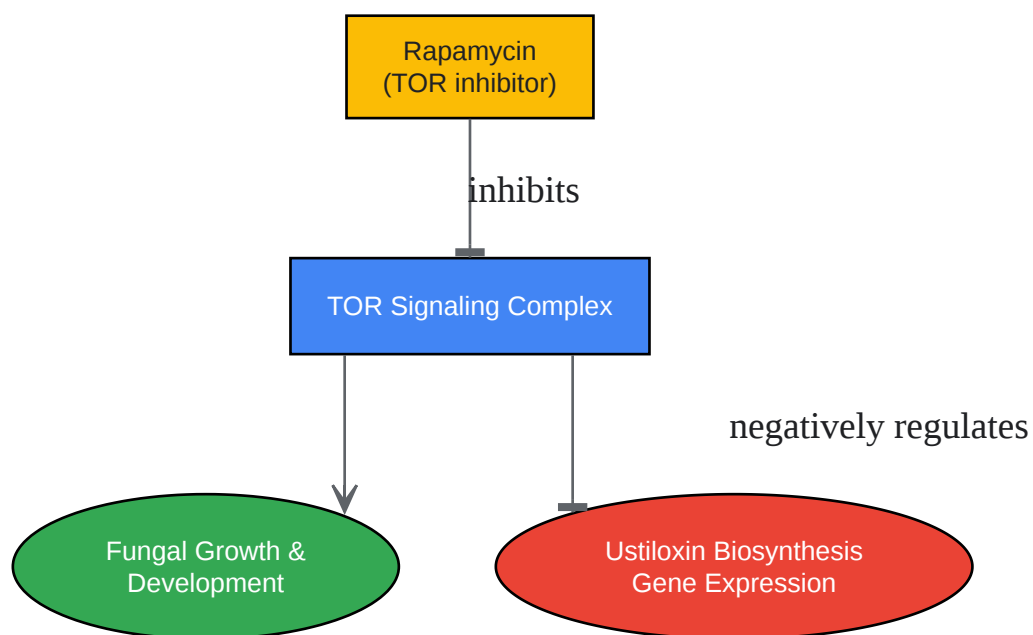 Rapamycin
(TOR inhibitor)
inhibits
TOR Signaling Complex
negatively regulates
Fungal Growth &
Development
Ustiloxin Biosynthesis
Gene Expression